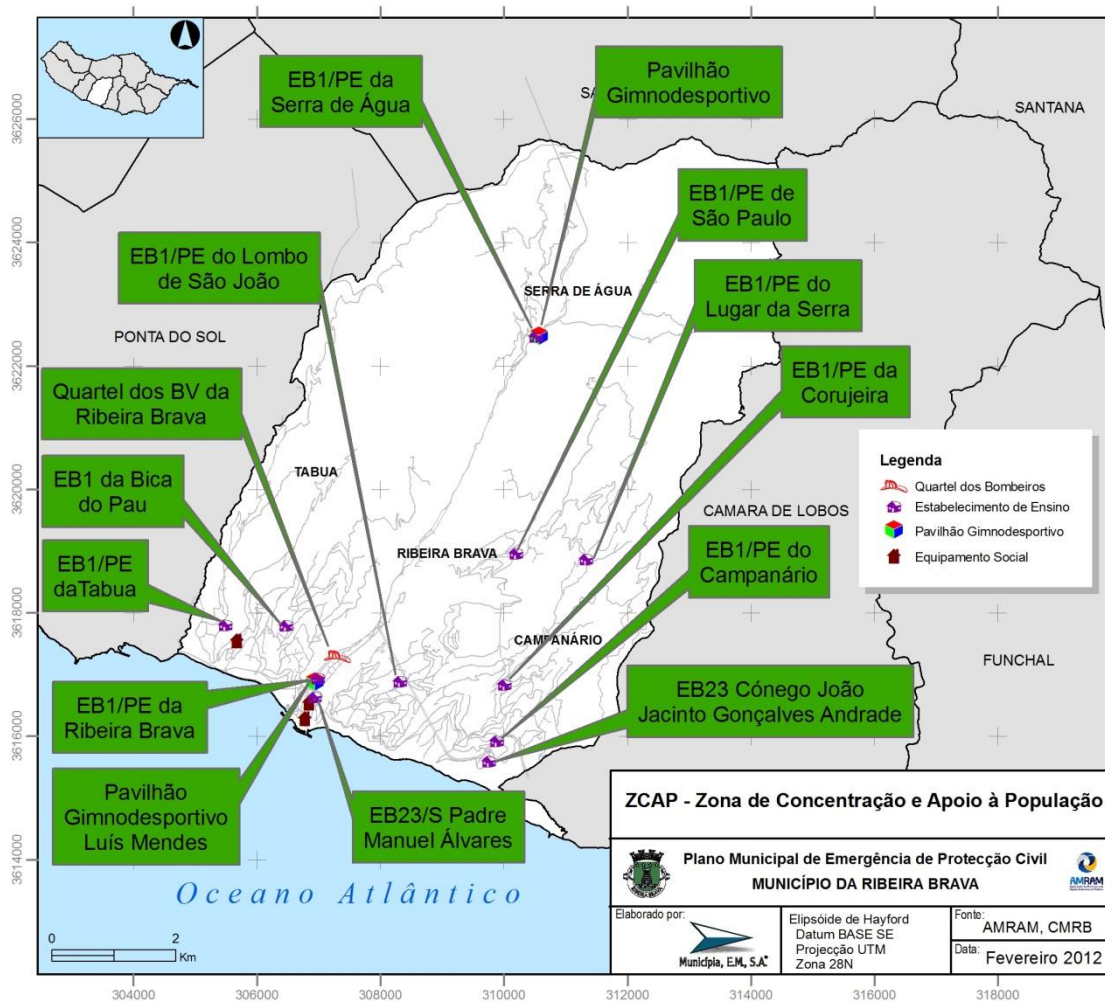 EB1/PE da
Serra de Água
Pavilhão
Gimnodesportivo
SANTANA
EB1/PE de
São Paulo
EB1/PE do Lombo
de São João
EB1/PE do
Lugar da Serra
SERRA DE ÁGUA
PONTA DO SOL
EB1/PE da
Corujeira
Quartel dos BV da
Ribeira Brava
Legenda
Quartel dos Bombeiros
Estabelecimento de Ensino
Pavilhão Gimnodesportivo
Equipamento Social
TABUA
EB1 da Bica
do Pau
CAMARA DE LOBOS
RIBEIRA BRAVA
EB1/PE do
Campanário
EB1/PE
daTabua
CAMPANÁRIO
FUNCHAL
EB23 Cónego João
Jacinto Gonçalves Andrade
EB1/PE da
Ribeira Brava
Pavilhão
Gimnodesportivo
Luís Mendes
EB23/S Padre
Manuel Álvares
Oceano Atlântico
0 2
Km
ZCAP - Zona de Concentração e Apoio à População
Plano Municipal de Emergência de Protecção Civil
MUNICÍPIO DA RIBEIRA BRAVA
AMRAM
Elaborado por:
Município, E.M., S.A.
Elipsóide de Hayford
Datum BASE SE
Projecção UTM
Zona 28N
Fonte:
AMRAM, CMRB
Data: Fevereiro 2012
3626000
3624000
3622000
3620000
3618000
3616000
3614000
304000 306000 308000 310000 312000 314000 316000 318000